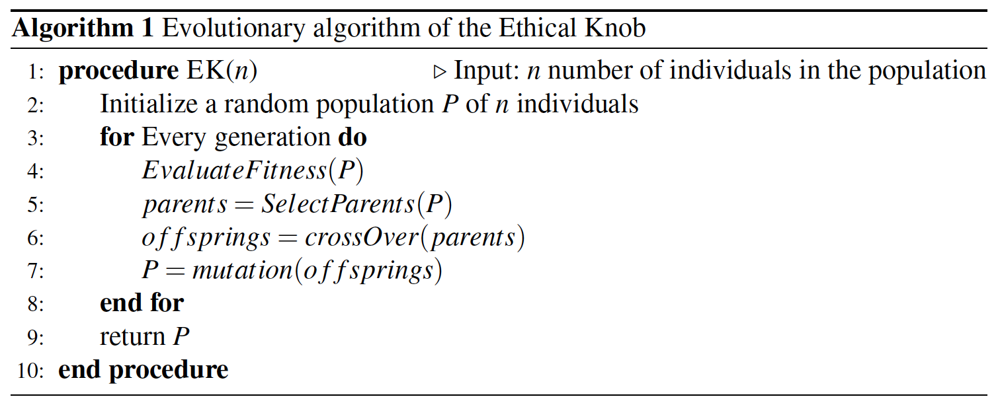 Algorithm 1 Evolutionary algorithm of the Ethical Knob
1: procedure EK(n) ▷ Input: n number of individuals in the population
2: Initialize a random population P of n individuals
3: for Every generation do
4: EvaluateFitness(P)
5: parents = SelectParents(P)
6: offsprings = crossOver(parents)
7: P = mutation(offsprings)
8: end for
9: return P
10: end procedure